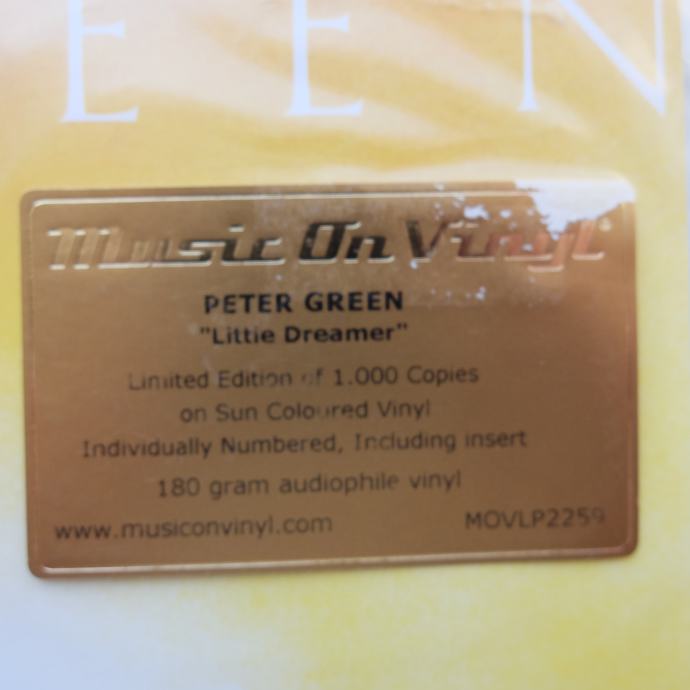 EEN
Music On Vinyl
PETER GREEN
"Little Dreamer"
Limited Edition of 1.000 Copies
on Sun Coloured Vinyl
Individually Numbered, Including insert
180 gram audiophile vinyl
www.musiconvinyl.com MOVLP2259